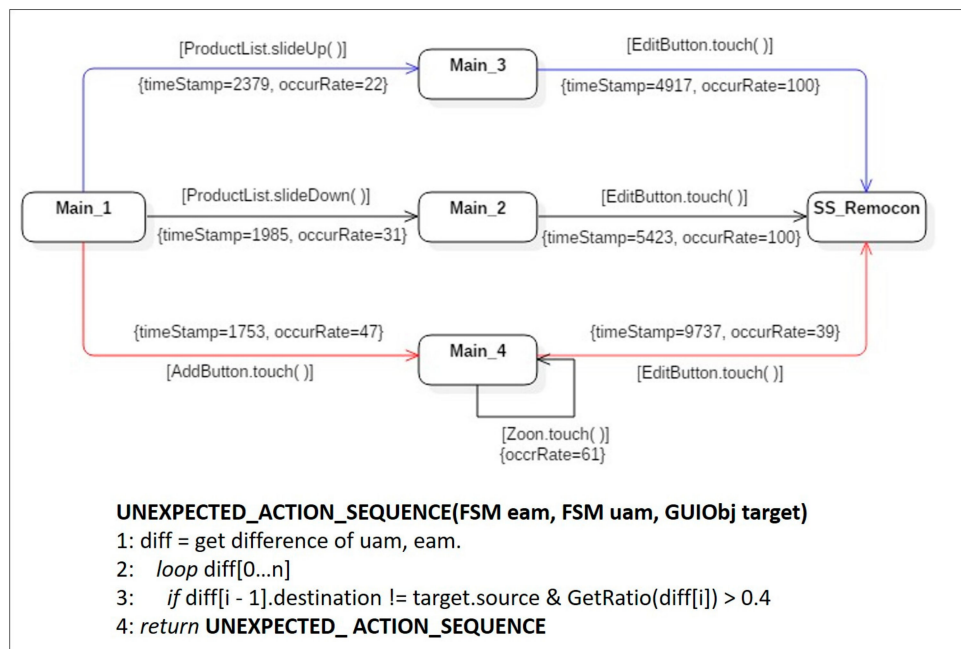 [ProductList.slideUp( )]
{timeStamp=2379, occurRate=22}
Main_3
[EditButton.touch( )]
{timeStamp=4917, occurRate=100}
Main_1
[ProductList.slideDown( )]
{timeStamp=1985, occurRate=31}
Main_2
[EditButton.touch( )]
{timeStamp=5423, occurRate=100}
SS_Remocon
{timeStamp=1753, occurRate=47}
[AddButton.touch( )]
Main_4
{timeStamp=9737, occurRate=39}
[EditButton.touch( )]
[Zoon.touch( )]
{occrRate=61}
UNEXPECTED_ACTION_SEQUENCE(FSM eam, FSM uam, GUIObj target)
1: diff = get difference of uam, eam.
2: loop diff[0...n]
3: if diff[i - 1].destination != target.source & GetRatio(diff[i]) > 0.4
4: return UNEXPECTED_ ACTION_SEQUENCE